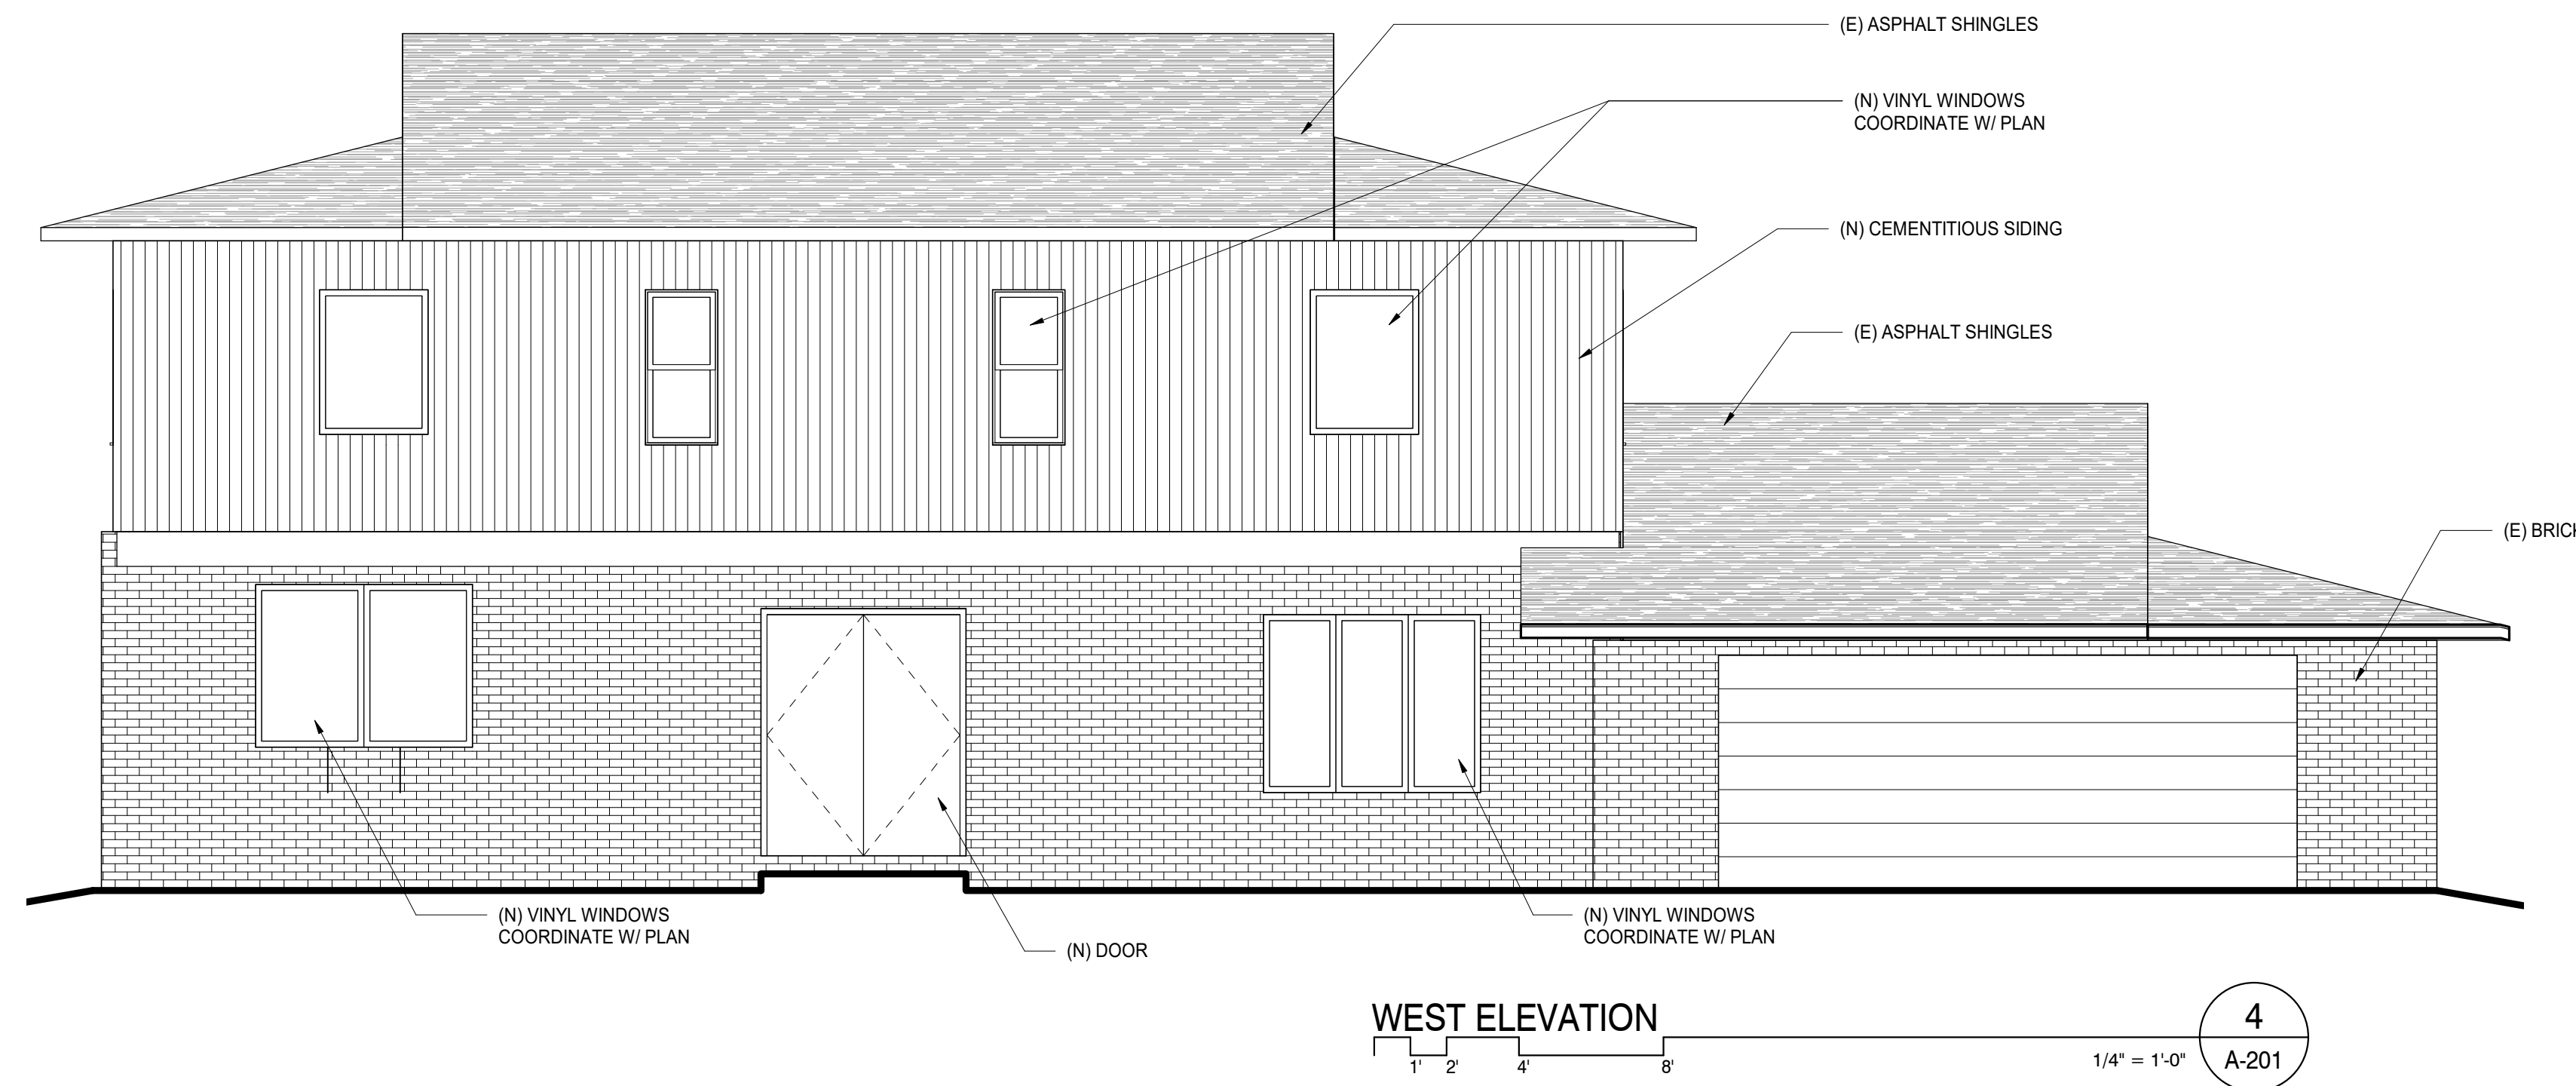 (E) ASPHALT SHINGLES
(N) VINYL WINDOWS
COORDINATE W/ PLAN
(N) CEMENTITIOUS SIDING
(E) ASPHALT SHINGLES
(E)
(N) VINYL WINDOWS
COORDINATE W/ PLAN
(N) DOOR
(N) VINYL WINDOWS
COORDINATE W/ PLAN
WEST ELEVATION
1' 2' 4' 8'
1/4" = 1'-0"
4
A-201